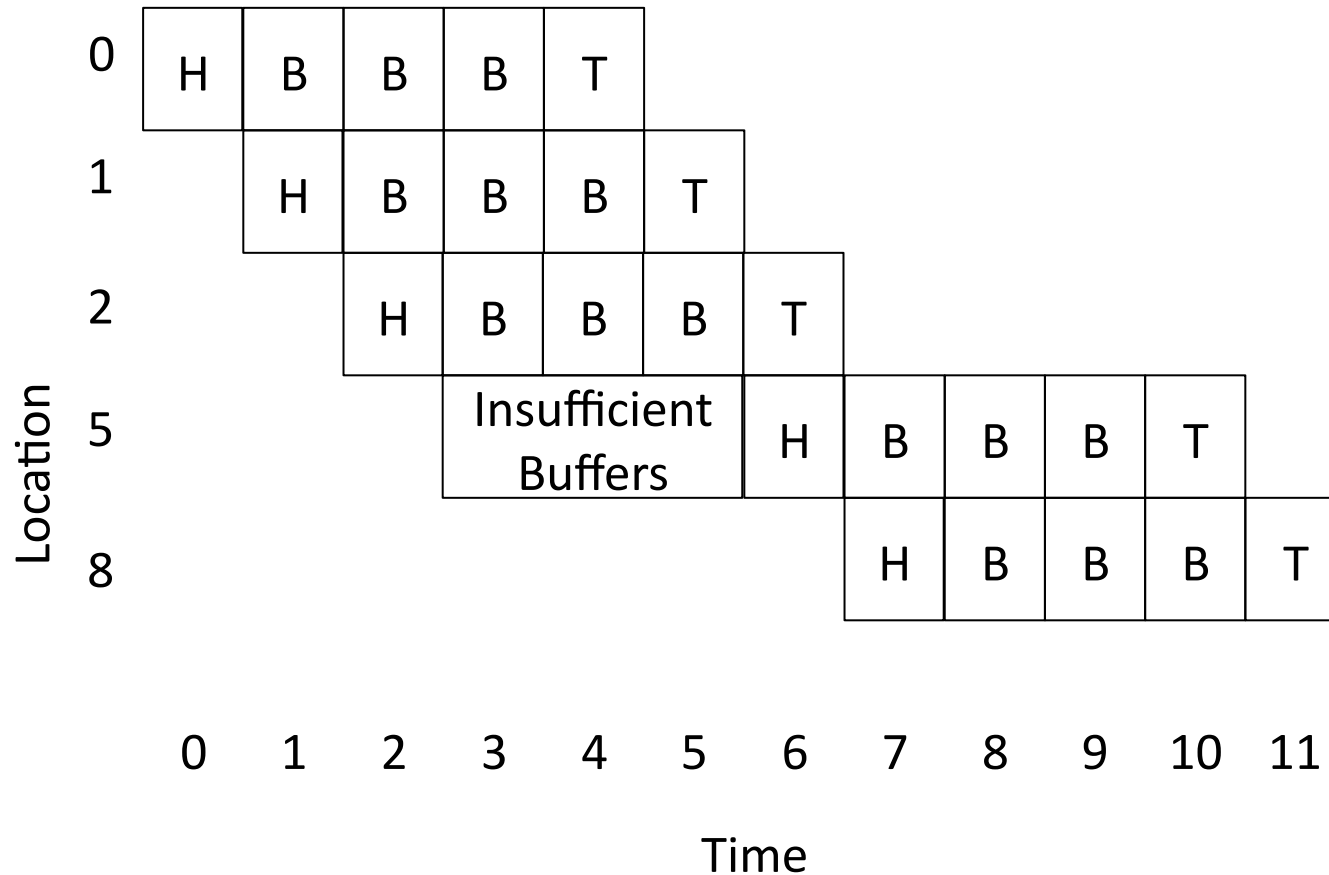 0 H B B B T
1 H B B B T
2 H B B B T
5 Insufficient Buffers H B B B T
8 H B B B T
Location
0 1 2 3 4 5 6 7 8 9 10 11
Time